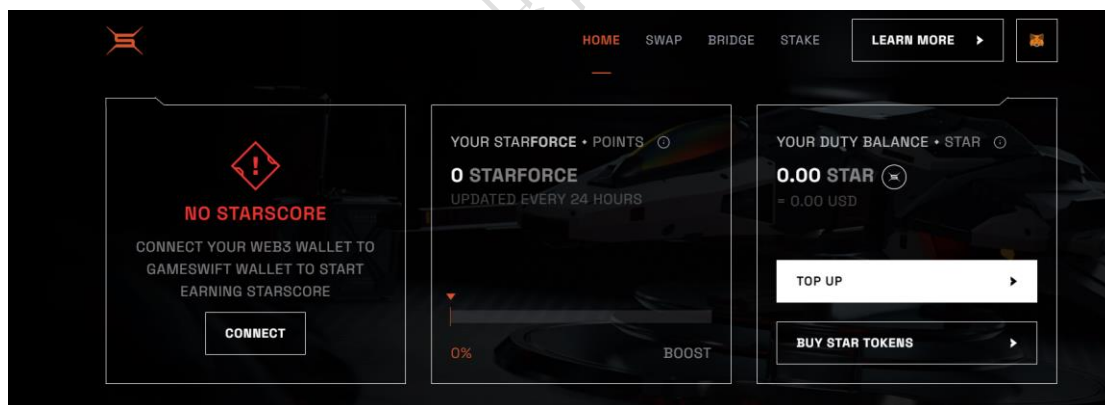 HOME SWAP BRIDGE STAKE LEARN MORE
NO STARSCORE
CONNECT YOUR WEB3 WALLET TO
GAMESWIFT WALLET TO START
EARNING STARSCORE
CONNECT
YOUR STARFORCE • POINTS
0 STARFORCE
UPDATED EVERY 24 HOURS
0% BOOST
YOUR DUTY BALANCE • STAR
0.00 STAR
= 0.00 USD
TOP UP
BUY STAR TOKENS